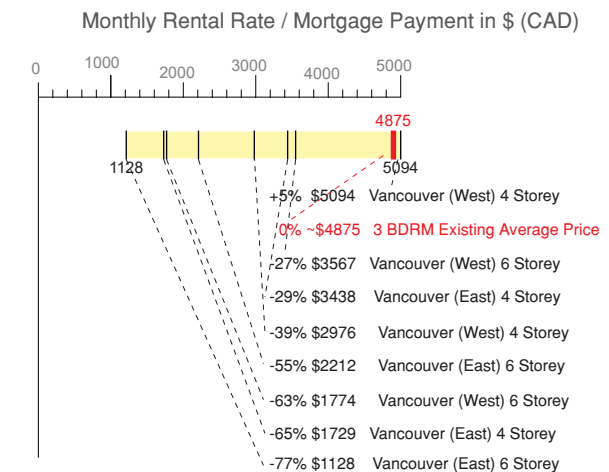 Monthly Rental Rate / Mortgage Payment in $ (CAD)
0 1000 2000 3000 4000 5000
4875
1128 5094
+5% $5094 Vancouver (West) 4 Storey
0% ~$4875 3 BDRM Existing Average Price
-27% $3567 Vancouver (West) 6 Storey
-29% $3438 Vancouver (East) 4 Storey
-39% $2976 Vancouver (West) 4 Storey
-55% $2212 Vancouver (East) 6 Storey
-63% $1774 Vancouver (West) 6 Storey
-65% $1729 Vancouver (East) 4 Storey
-77% $1128 Vancouver (East) 6 Storey